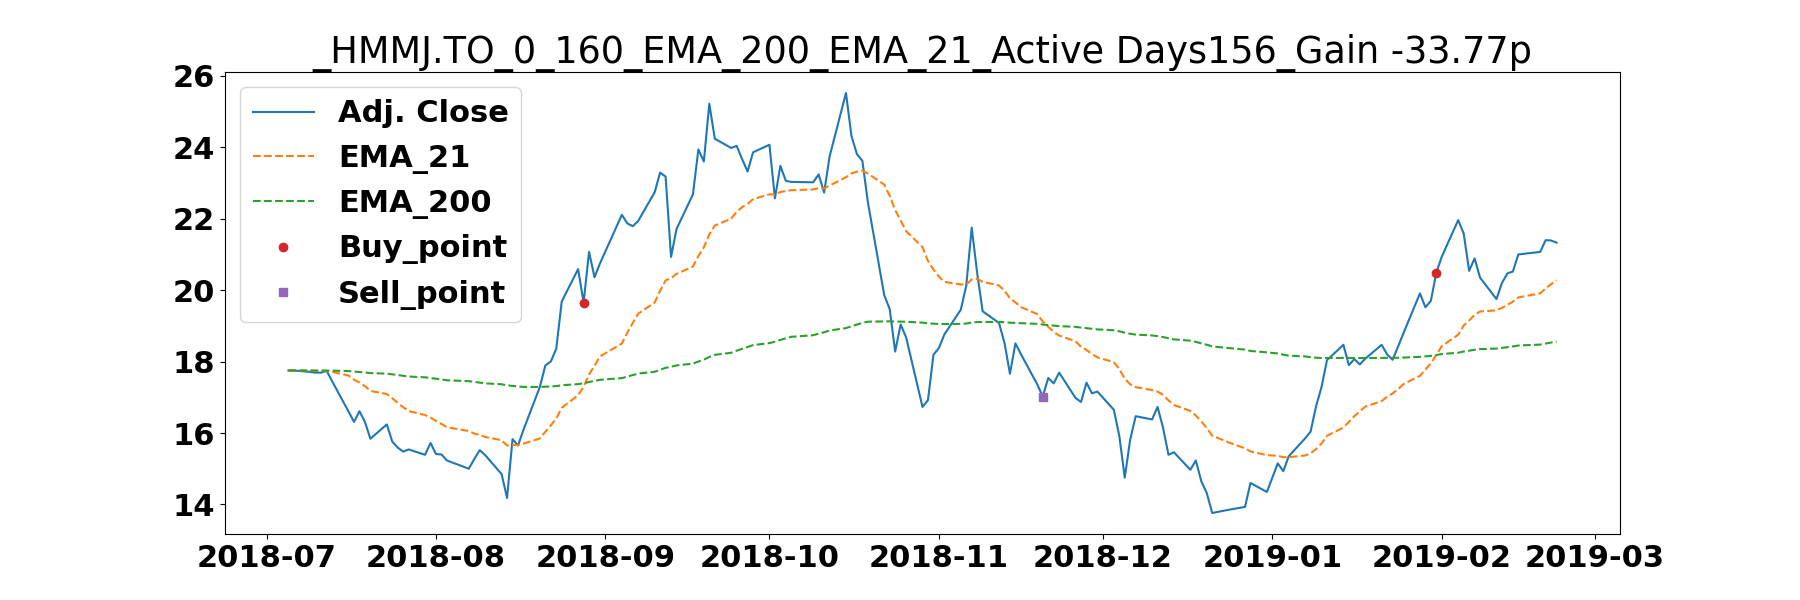 _HMMJ.TO_0_160_EMA_200_EMA_21_Active Days156_Gain -33.77p
26
24
22
20
18
16
14
Adj. Close
EMA_21
EMA_200
Buy_point
Sell_point
2018-07 2018-08 2018-09 2018-10 2018-11 2018-12 2019-01 2019-02 2019-03